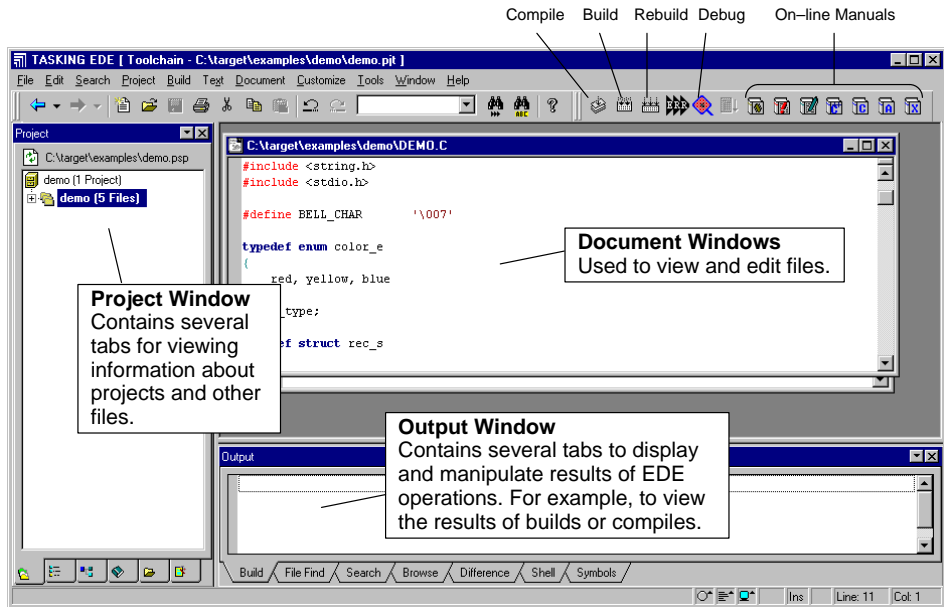 Compile Build Rebuild Debug On–line Manuals
TASKING EDE [ Toolchain - C:\target\examples\demo\demo.pjt ]
File Edit Search Project Build Text Document Customize Tools Window Help
Project
C:\target\examples\demo.psp
demo (1 Project)
demo (5 Files)
C:\target\examples\demo\DEMO.C
#include <string.h>
#include <stdio.h>
#define BELL_CHAR '\007'
typedef enum color_e
{
red, yellow, blue
_type;
ef struct rec_s
Document Windows
Used to view and edit files.
Project Window
Contains several
tabs for viewing
information about
projects and other
files.
Output Window
Contains several tabs to display
and manipulate results of EDE
operations. For example, to view
the results of builds or compiles.
Output
Build File Find Search Browse Difference Shell Symbols
Ins Line: 11 Col: 1